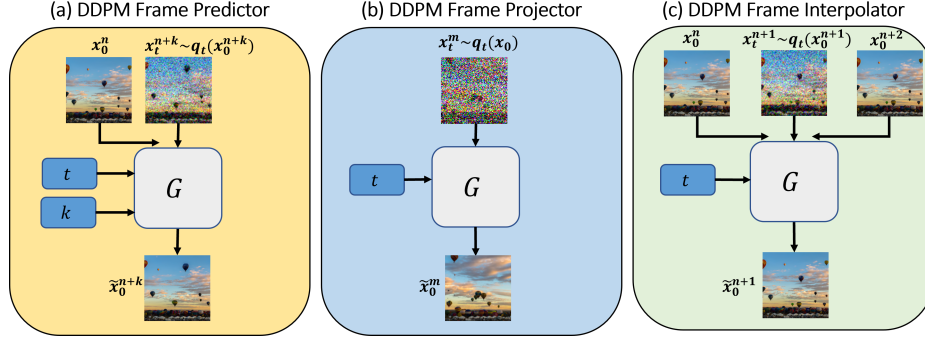 (a) DDPM Frame Predictor
x_0^n x_t^{n+k}~q_t(x_0^{n+k})
t
G
k
x̃_0^{n+k}
(b) DDPM Frame Projector
x_t^m~q_t(x_0)
t
G
x̃_0^m
(c) DDPM Frame Interpolator
x_0^n x_t^{n+1}~q_t(x_0^{n+1}) x_0^{n+2}
t
G
x̃_0^{n+1}